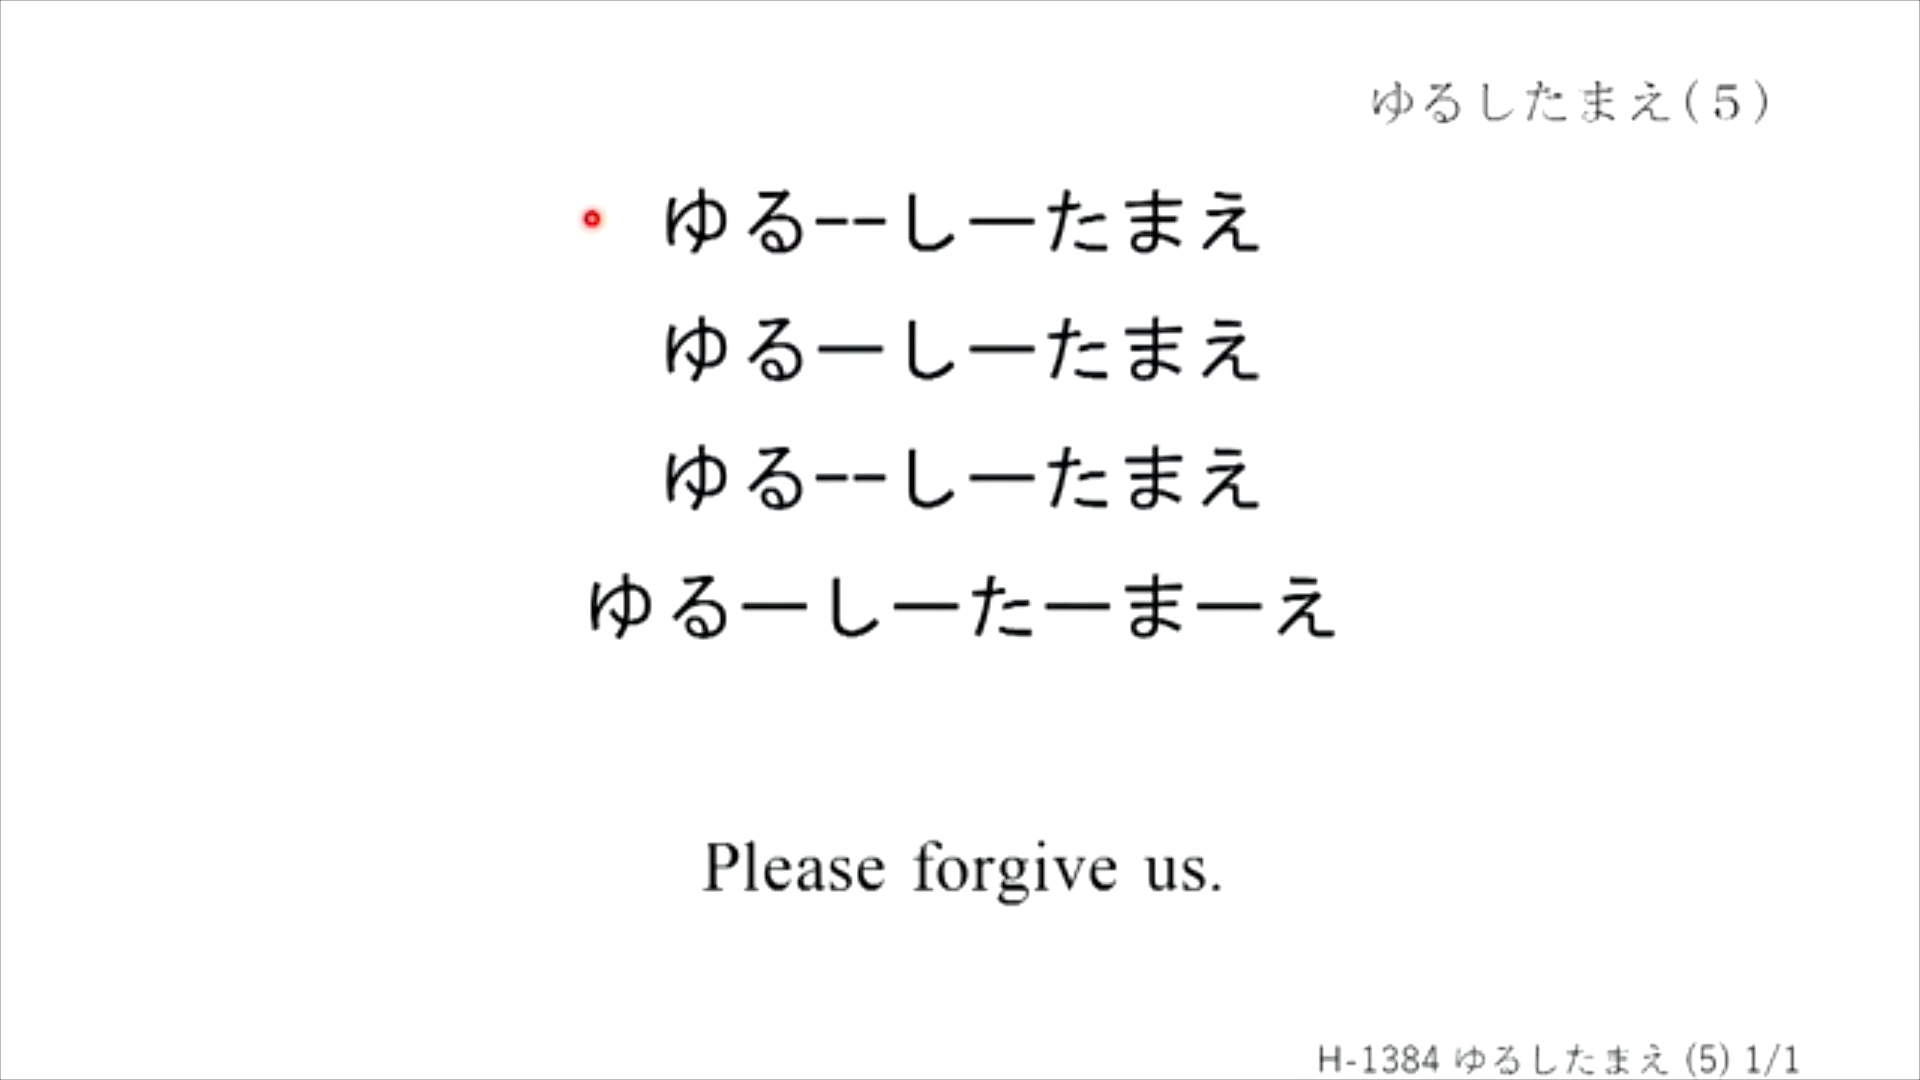 ゆるしたまえ(5)
ゆる--しーたまえ
ゆるーしーたまえ
ゆる--しーたまえ
ゆるーしーたーまーえ
Please forgive us.
H-1384 ゆるしたまえ (5) 1/1